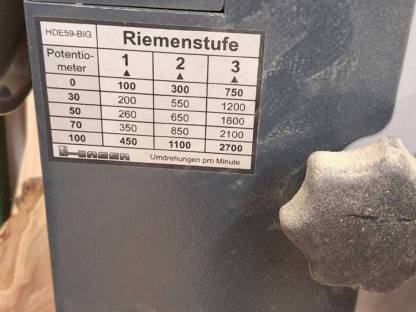 HDE59-BIG Riemenstufe
Potentio-
meter 1 2 3
0 100 300 750
30 200 550 1200
50 260 650 1600
70 350 850 2100
100 450 1100 2700
Umdrehungen pro Minute